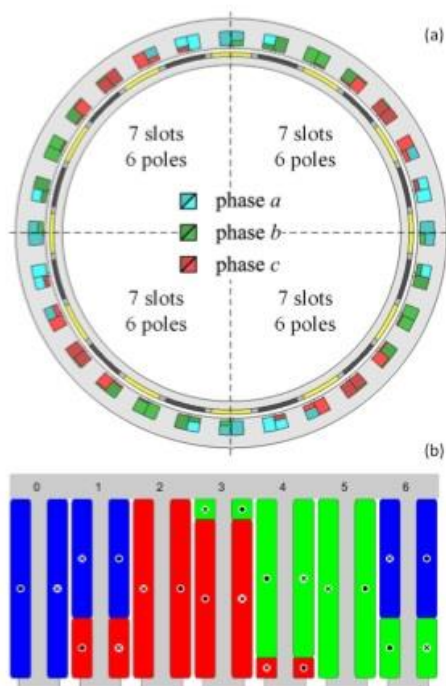 (a)
7 slots 7 slots
6 poles 6 poles
phase a
phase b
phase c
7 slots 7 slots
6 poles 6 poles
(b)
0 1 2 3 4 5 6